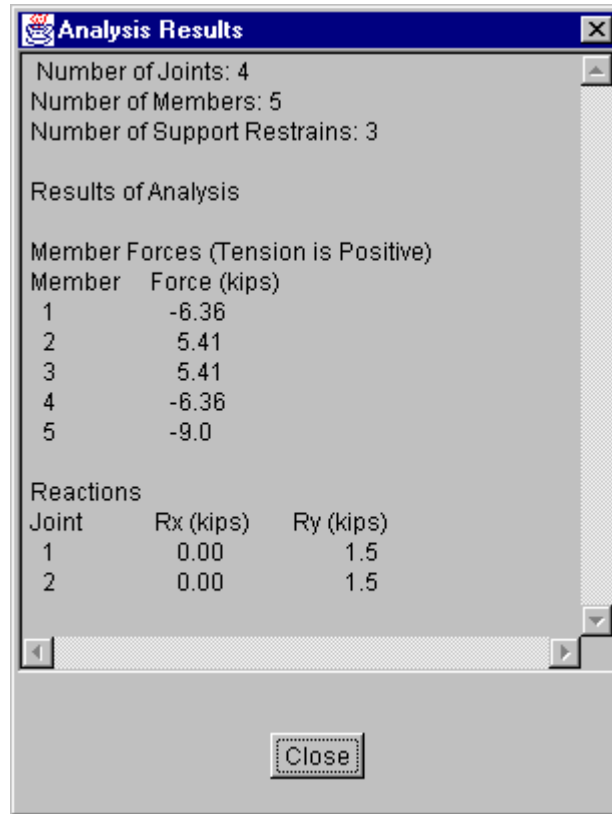 Analysis Results
Number of Joints: 4
Number of Members: 5
Number of Support Restrains: 3
Results of Analysis
Member Forces (Tension is Positive)
Member Force (kips)
1 -6.36
2 5.41
3 5.41
4 -6.36
5 -9.0
Reactions
Joint Rx (kips) Ry (kips)
1 0.00 1.5
2 0.00 1.5
Close